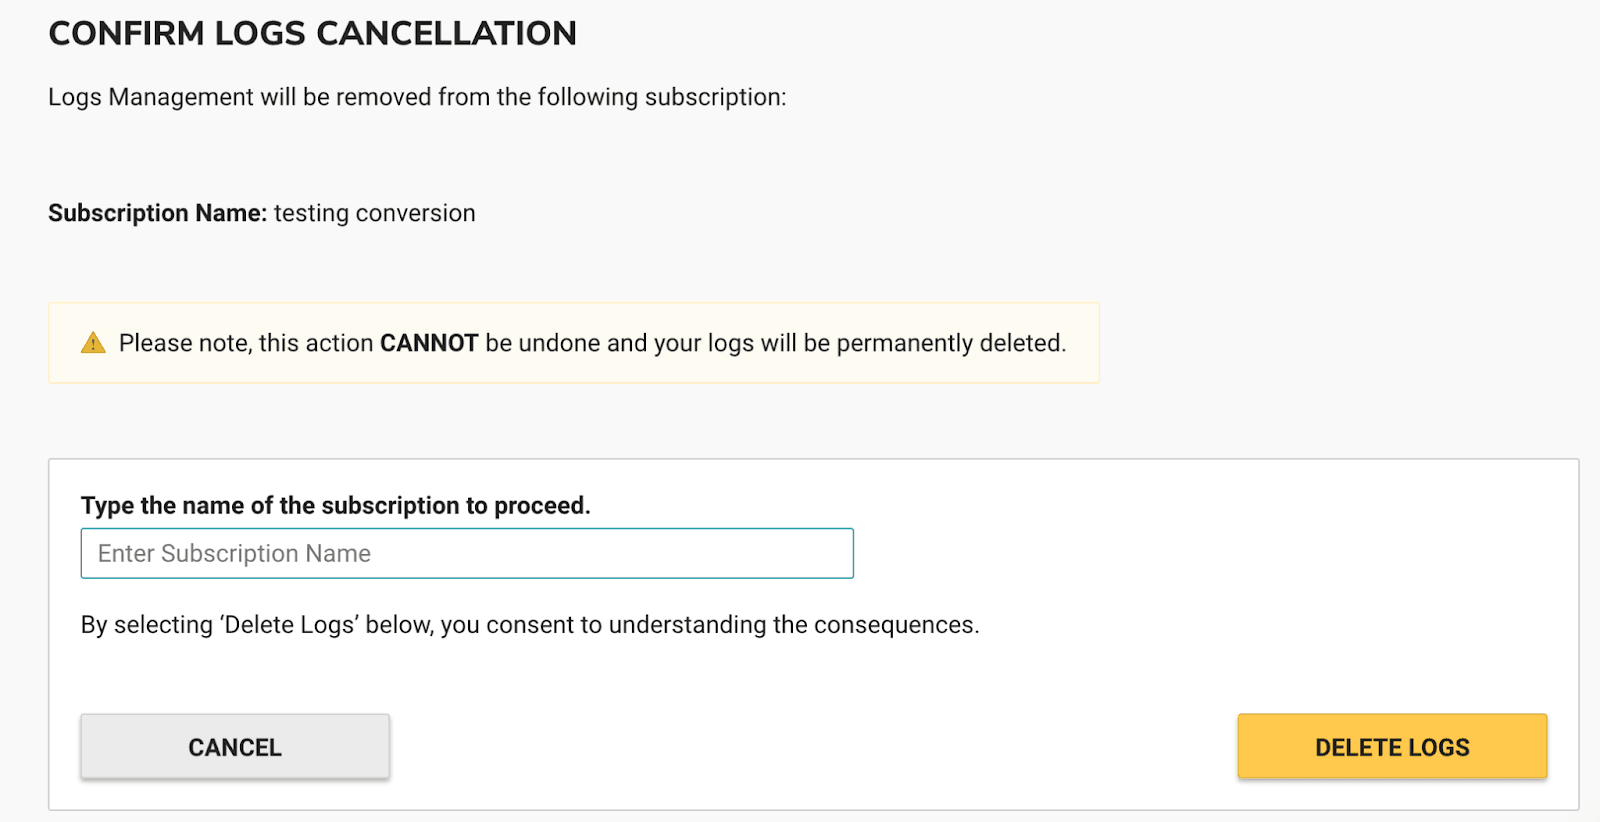 CONFIRM LOGS CANCELLATION
Logs Management will be removed from the following subscription:
Subscription Name: testing conversion
Please note, this action CANNOT be undone and your logs will be permanently deleted.
Type the name of the subscription to proceed.
Enter Subscription Name
By selecting ‘Delete Logs’ below, you consent to understanding the consequences.
CANCEL
DELETE LOGS